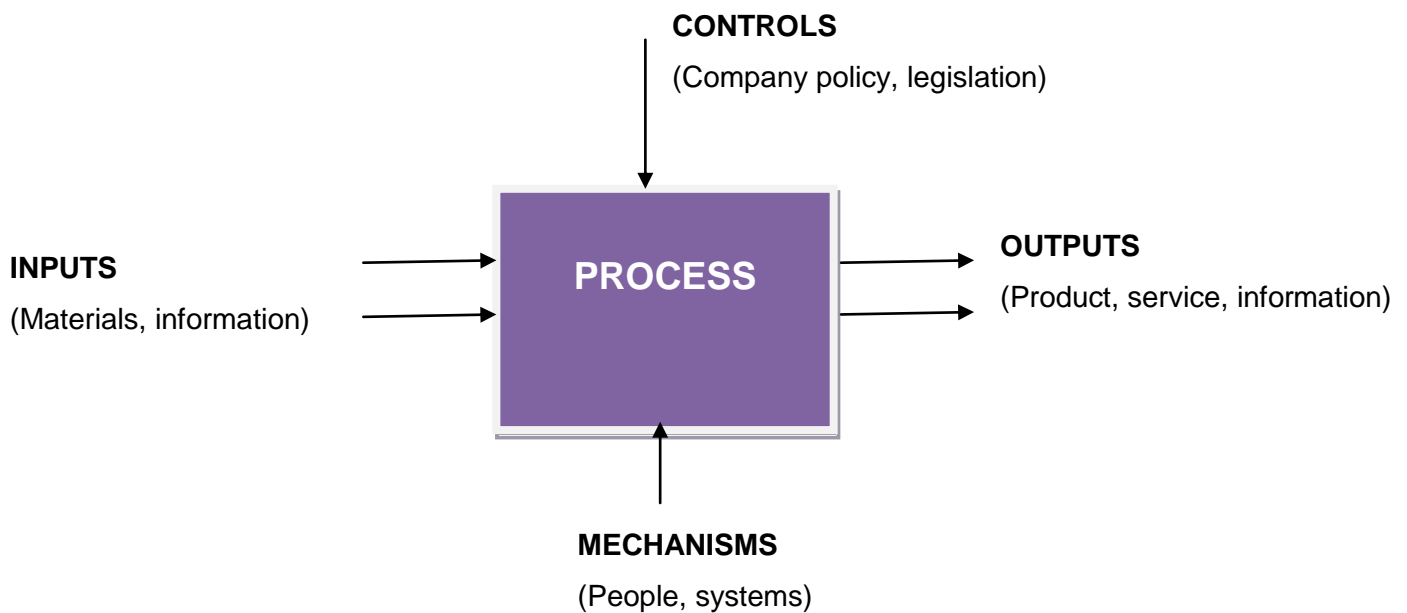 CONTROLS
(Company policy, legislation)
INPUTS
(Materials, information)
PROCESS
OUTPUTS
(Product, service, information)
MECHANISMS
(People, systems)